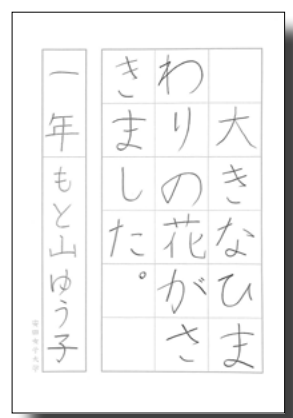 大きなひま
わりの花がさ
きました。
一年 もと山ゆう子